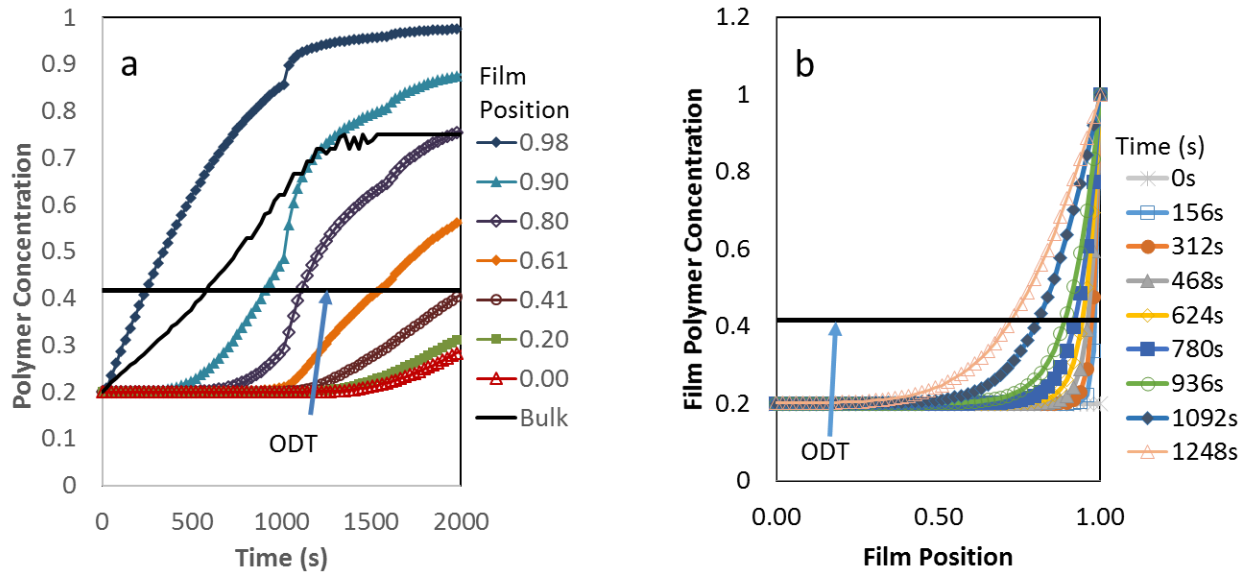 a
Polymer Concentration
1
0.9
0.8
0.7
0.6
0.5
0.4
0.3
0.2
0.1
0
0
500
1000
1500
2000
Time (s)
ODT
Film
Position
0.98
0.90
0.80
0.61
0.41
0.20
0.00
Bulk
b
Film Polymer Concentration
1.2
1
0.8
0.6
0.4
0.2
0
0.00
0.50
1.00
Film Position
ODT
Time (s)
0s
156s
312s
468s
624s
780s
936s
1092s
1248s